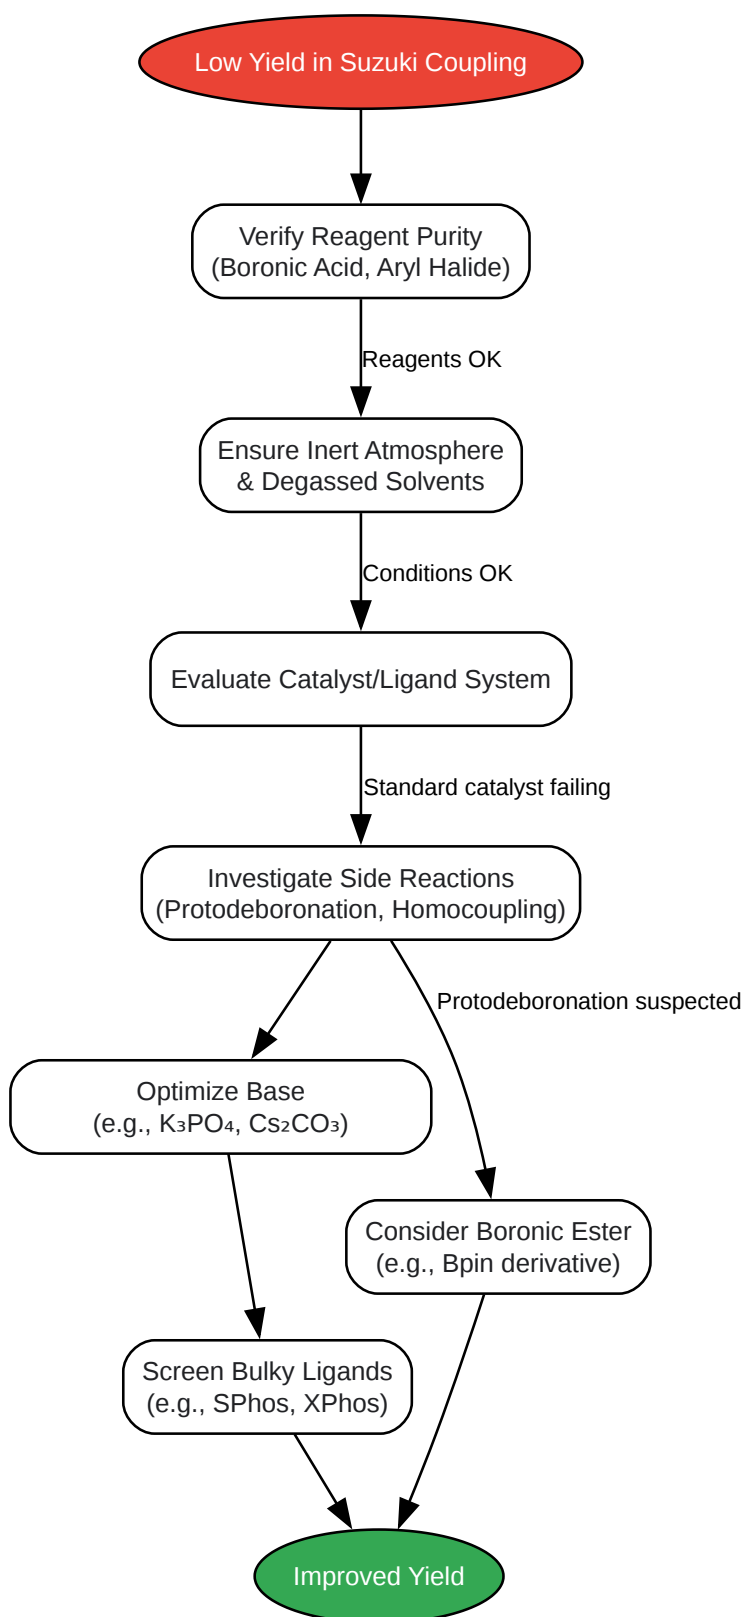 Low Yield in Suzuki Coupling
Verify Reagent Purity
(Boronic Acid, Aryl Halide)
Reagents OK
Ensure Inert Atmosphere
& Degassed Solvents
Conditions OK
Evaluate Catalyst/Ligand System
Standard catalyst failing
Investigate Side Reactions
(Protodeboronation, Homocoupling)
Protodeboronation suspected
Optimize Base
(e.g., K₃PO₄, Cs₂CO₃)
Consider Boronic Ester
(e.g., Bpin derivative)
Screen Bulky Ligands
(e.g., SPhos, XPhos)
Improved Yield